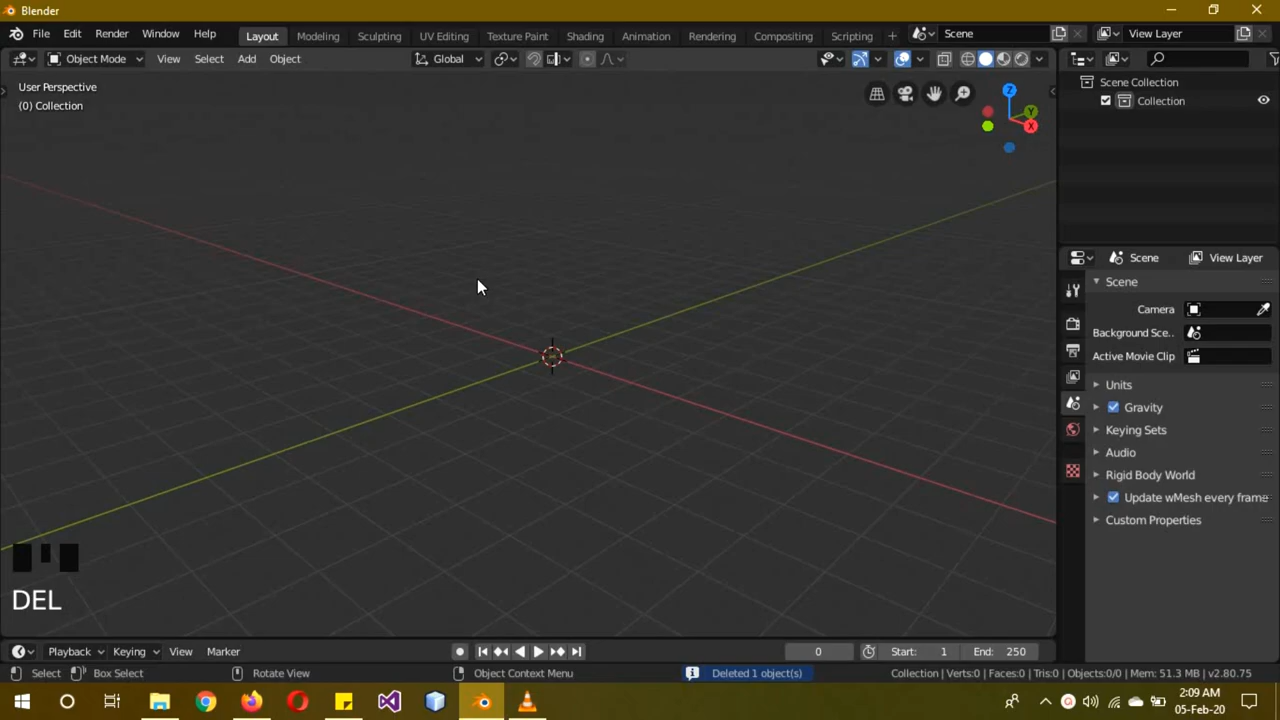 Blender
File Edit Render Window Help Layout Modeling Sculpting UV Editing Texture Paint Shading Animation Rendering Compositing Scripting + Scene View Layer
Object Mode View Select Add Object Global
User Perspective
(0) Collection
Z
Y
X
Scene Collection
Collection
Scene View Layer
Scene
Camera
Background Sce..
Active Movie Clip
Units
Gravity
Keying Sets
Audio
Rigid Body World
Update wMesh every frame
Custom Properties
DEL
Playback Keying View Marker 0 Start: 1 End: 250
Select Box Select Rotate View Object Context Menu Deleted 1 object(s) Collection | Verts:0 | Faces:0 | Tris:0 | Objects:0/0 | Mem: 51.3 MB | v2.80.75
2:09 AM
05-Feb-20